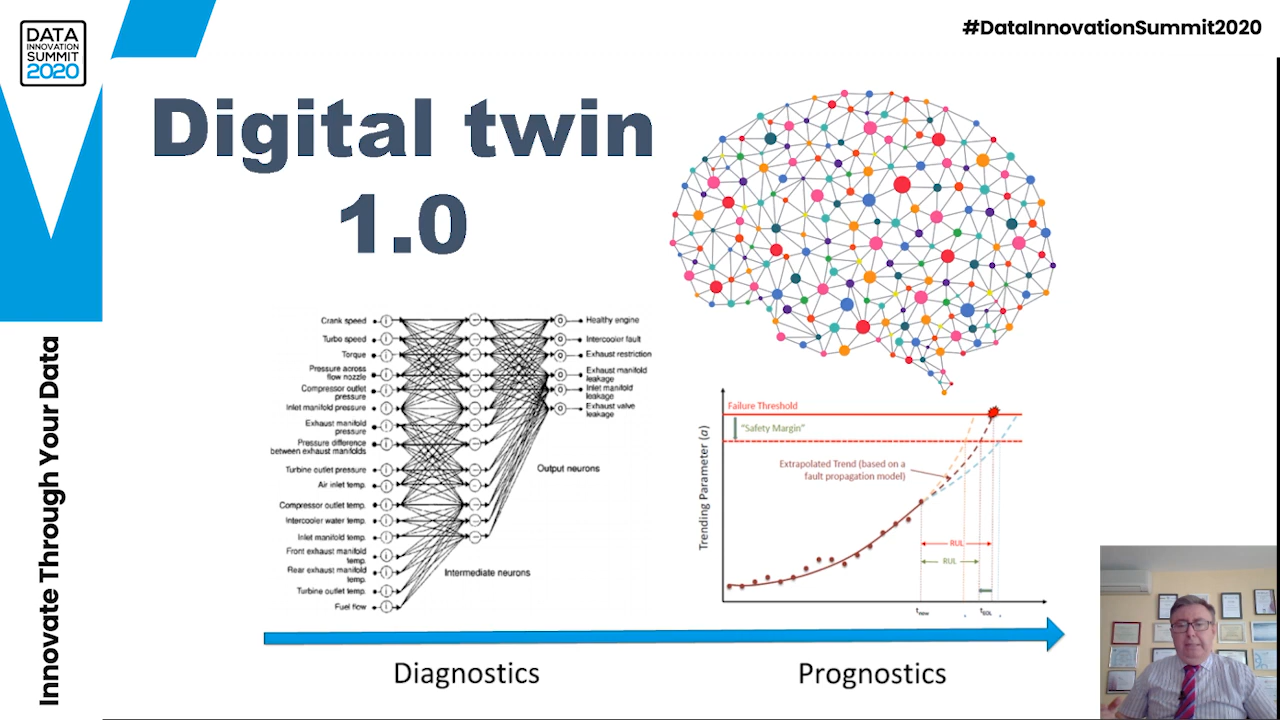 DATA
INNOVATION
SUMMIT
2020
#DataInnovationSummit2020
Innovate Through Your Data
Digital twin
1.0
Crank speed
Turbo speed
Torque
Pressure across
flow nozzle
Compressor outlet
pressure
Inlet manifold pressure
Exhaust manifold
pressure
Pressure difference
between exhaust manifolds
Turbine outlet pressure
Air inlet temp.
Compressor outlet temp.
Intercooler water temp.
Inlet manifold temp.
Front exhaust manifold
temp.
Rear exhaust manifold
temp.
Turbine outlet temp.
Fuel flow
Healthy engine
Intercooler fault
Exhaust restriction
Exhaust manifold
leakage
Inlet manifold
leakage
Exhaust valve
leakage
Output neurons
Intermediate neurons
Trending Parameter (a)
Failure Threshold
"Safety Margin"
Extrapolated Trend (based on a
fault propagation model)
RUL
RUL
tnow
tEOL
Diagnostics
Prognostics